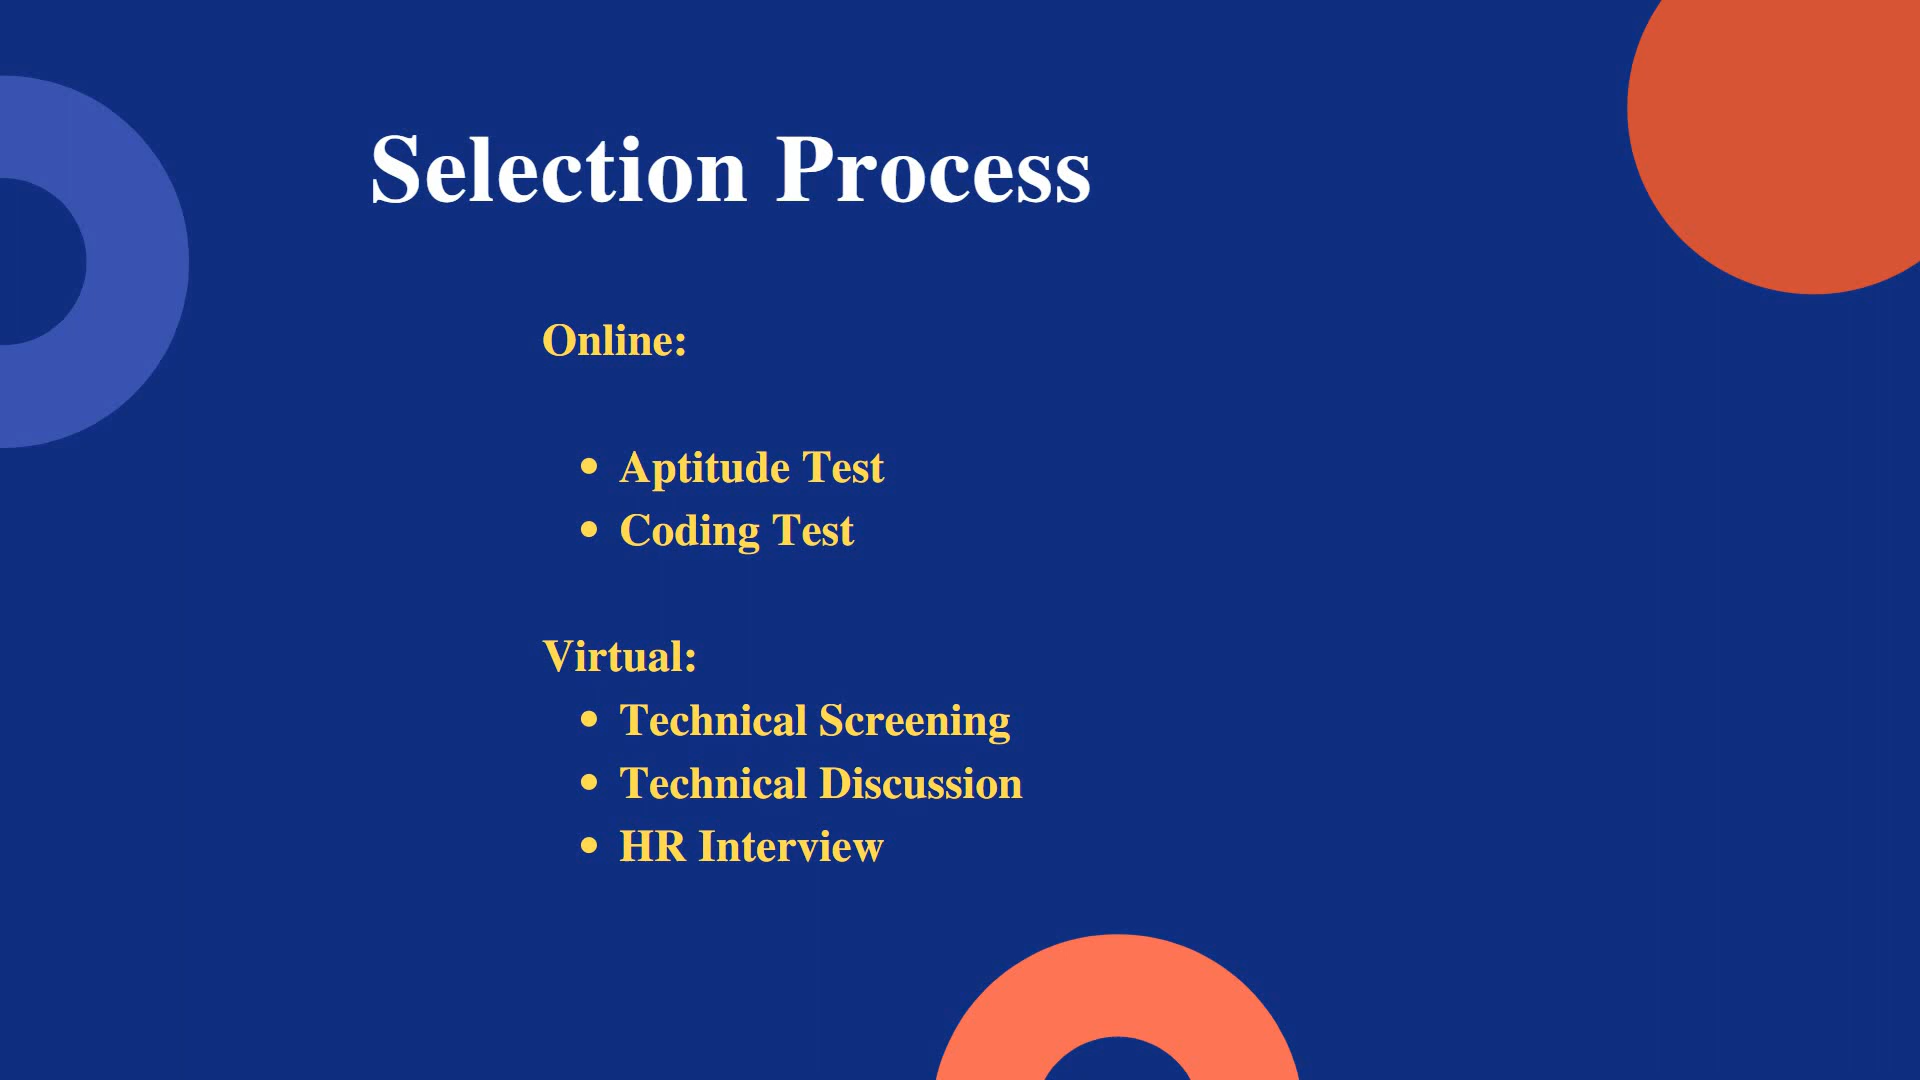 Selection Process
Online:
• Aptitude Test
• Coding Test
Virtual:
• Technical Screening
• Technical Discussion
• HR Interview